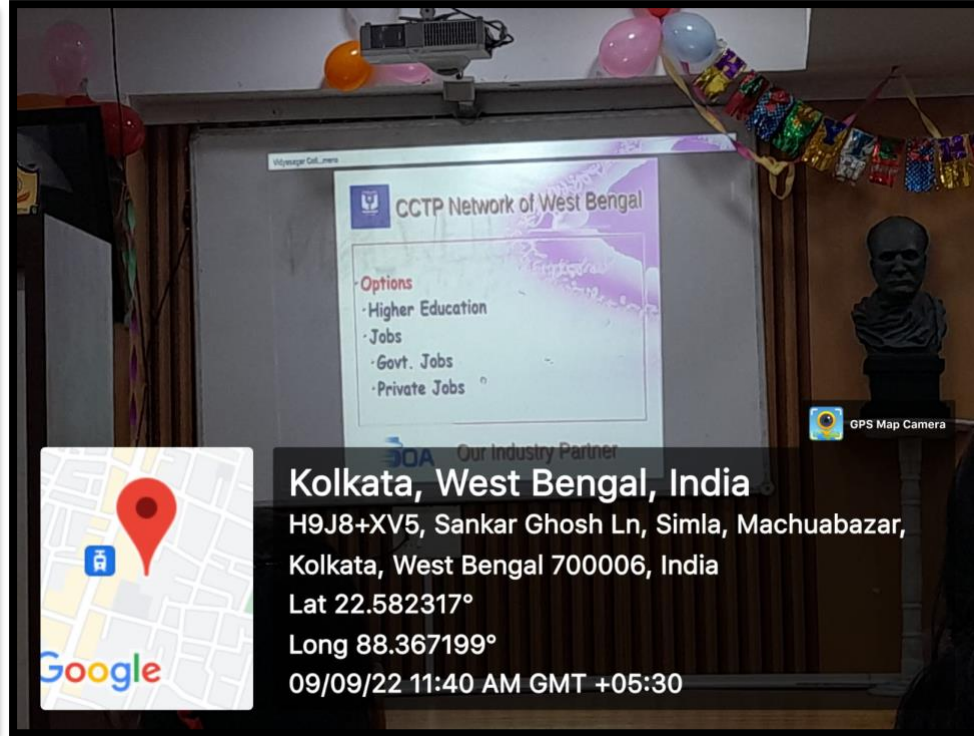 CCTP Network of West Bengal
Options
·Higher Education
·Jobs
·Govt. Jobs
·Private Jobs
BOA Our Industry Partner
GPS Map Camera
Kolkata, West Bengal, India
H9J8+XV5, Sankar Ghosh Ln, Simla, Machuabazar,
Kolkata, West Bengal 700006, India
Lat 22.582317°
Long 88.367199°
09/09/22 11:40 AM GMT +05:30
Google